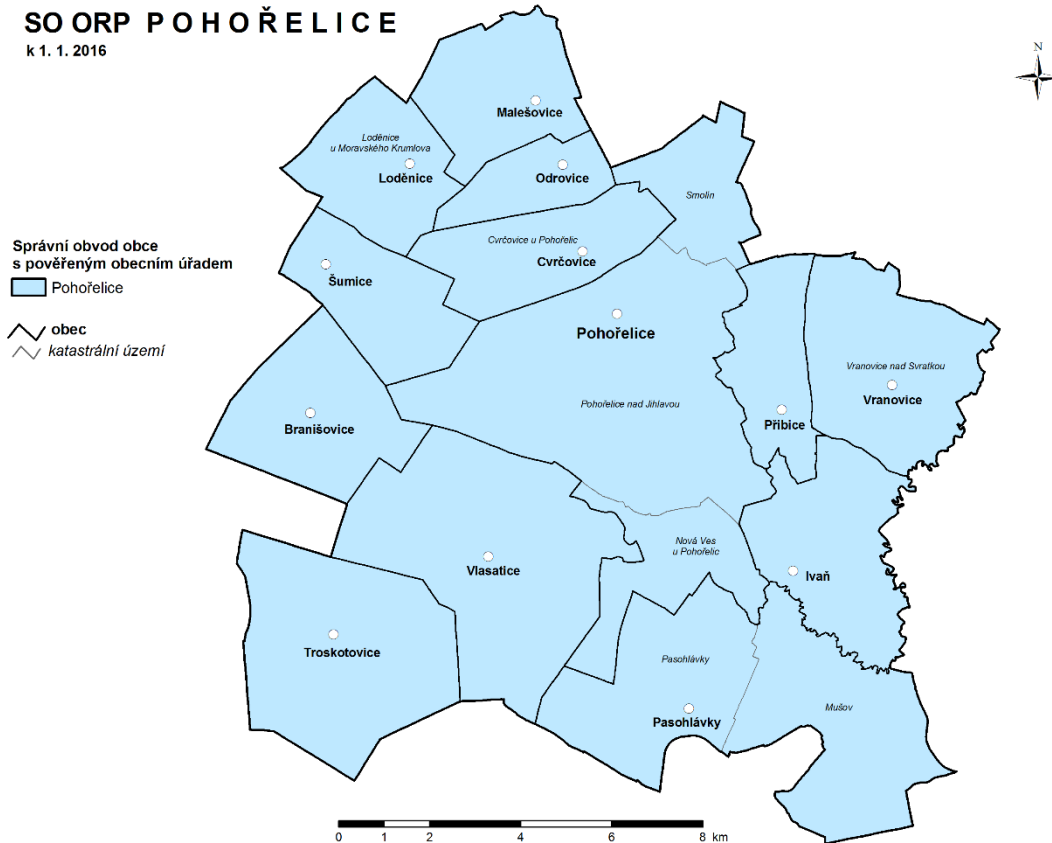 SO ORP POHOŘELICE
k 1. 1. 2016
N
Malešovice
Loděnice
u Moravského Krumlova
Loděnice
Odrovice
Smolín
Cvrčovice u Pohořelic
Cvrčovice
Správní obvod obce
s pověřeným obecním úřadem
Pohořelice
obec
katastrální území
Šumice
Pohořelice
Vranovice nad Svratkou
Vranovice
Pohořelice nad Jihlavou
Přibice
Branišovice
Nová Ves
u Pohořelic
Vlasatice
Ivaň
Troskotovice
Pasohlávky
Pasohlávky
Mušov
0 1 2 4 6 8 km